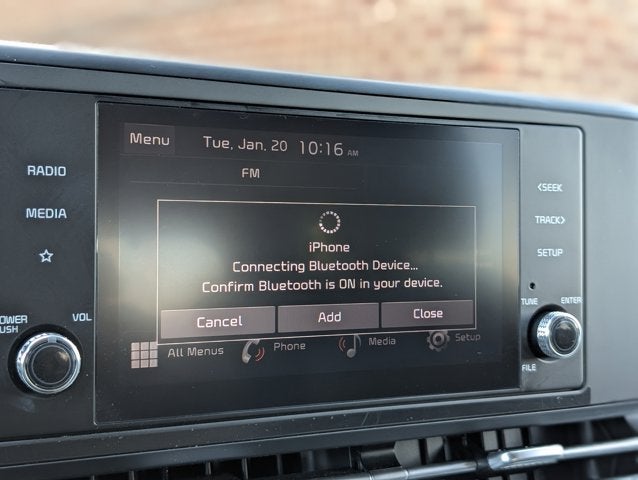 Menu Tue, Jan. 20 10:16 AM
FM
RADIO
MEDIA
VOL
iPhone
Connecting Bluetooth Device...
Confirm Bluetooth is ON in your device.
Cancel Add Close
All Menus Phone Media Setup
<SEEK
TRACK>
SETUP
TUNE ENTER
FILE